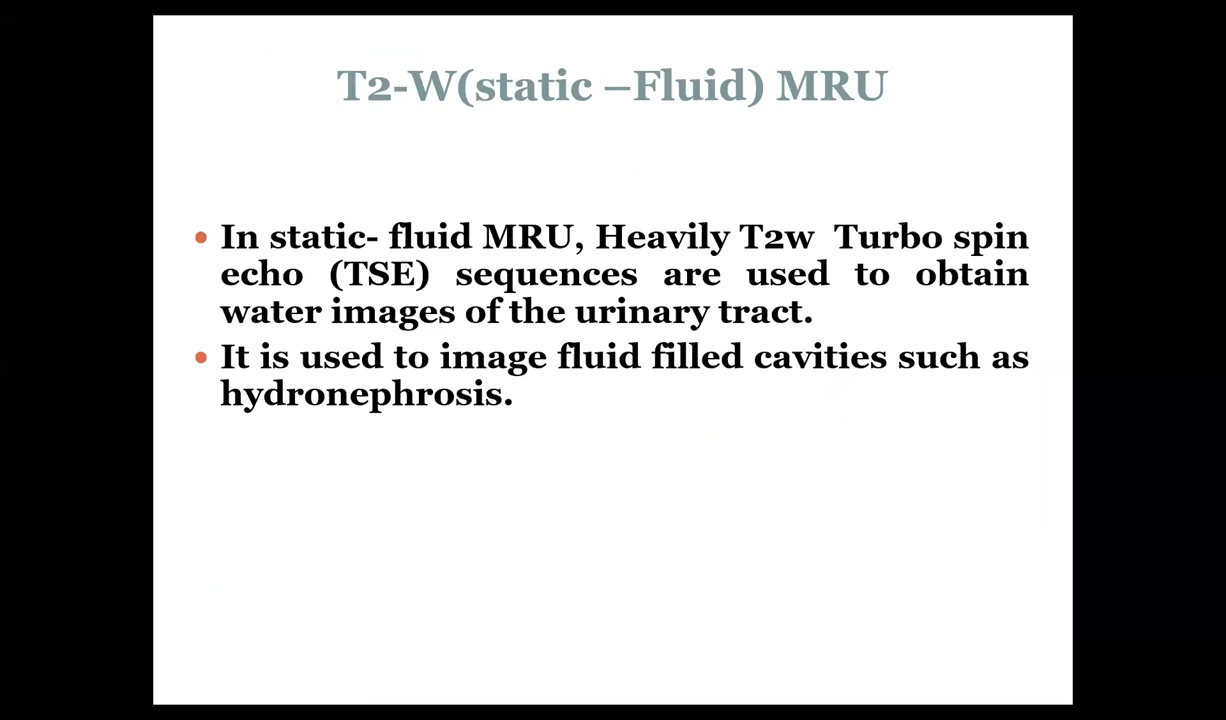 T2-W(static –Fluid) MRU
• In static- fluid MRU, Heavily T2w Turbo spin
echo (TSE) sequences are used to obtain
water images of the urinary tract.
• It is used to image fluid filled cavities such as
hydronephrosis.